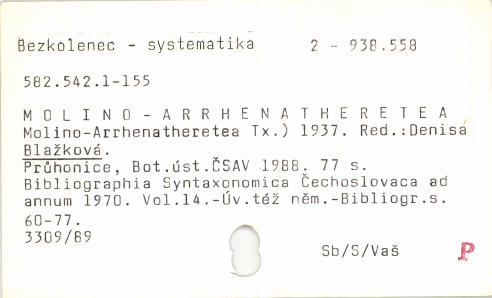 Bezkolenec - systematika 2 - 938.558
582.542.1-155
MOLINO-ARRHENATHERETEA
Molino-Arrhenatheretea Tx.) 1937. Red.:Denisa
Blažková.
Průhonice, Bot.úst.ČSAV 1988. 77 s.
Bibliographia Syntaxonomica Čechoslovaca ad
annum 1970. Vol.14.-Úv.též něm.-Bibliogr.s.
60-77.
3309/89
Sb/S/Vaš P